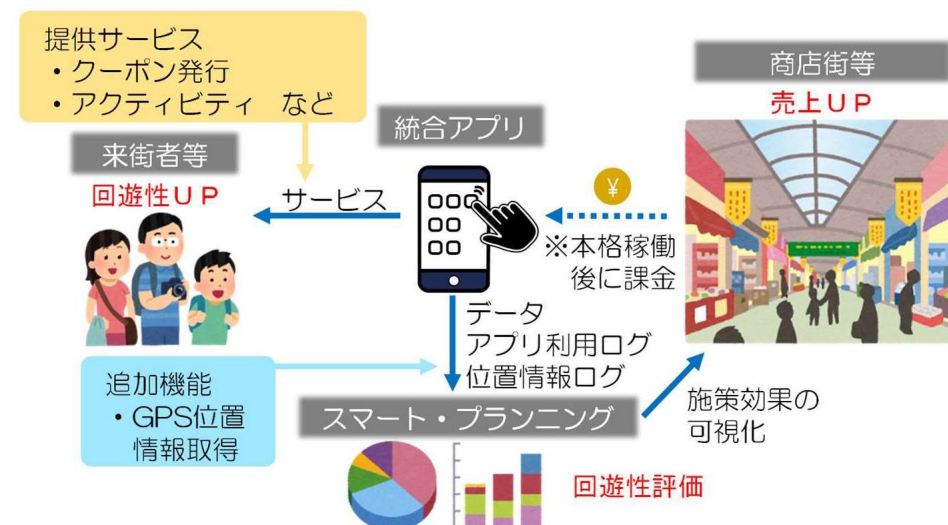 提供サービス
・クーポン発行
・アクティビティ など
来街者等
回遊性UP
統合アプリ
サービス
商店街等
売上UP
¥
※本格稼働
後に課金
データ
アプリ利用ログ
位置情報ログ
追加機能
・GPS位置
情報取得
スマート・プランニング
施策効果の
可視化
回遊性評価